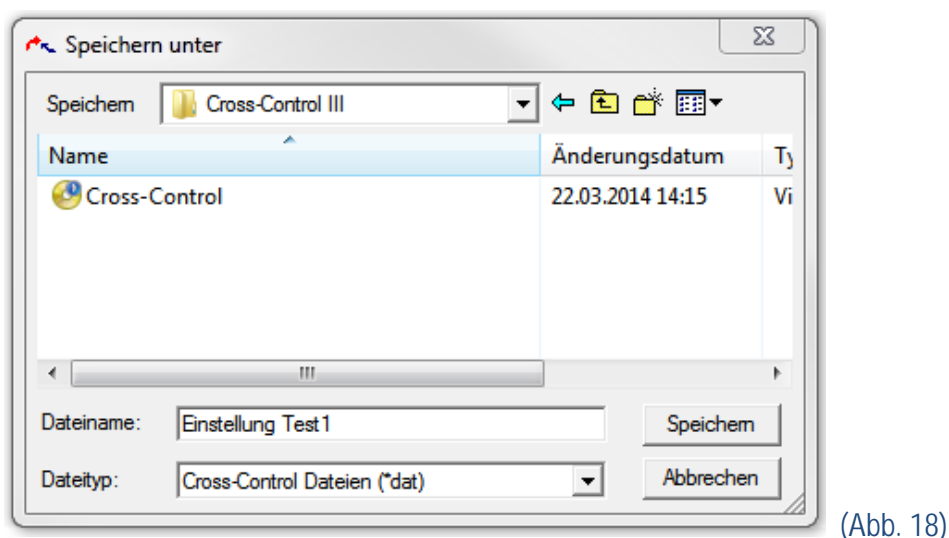 Speichern unter
Speichern Cross-Control III
Name Änderungsdatum Ty
Cross-Control 22.03.2014 14:15 Vi
Dateiname: Einstellung Test1 Speichern
Dateityp: Cross-Control Dateien (*dat) Abbrechen
(Abb. 18)